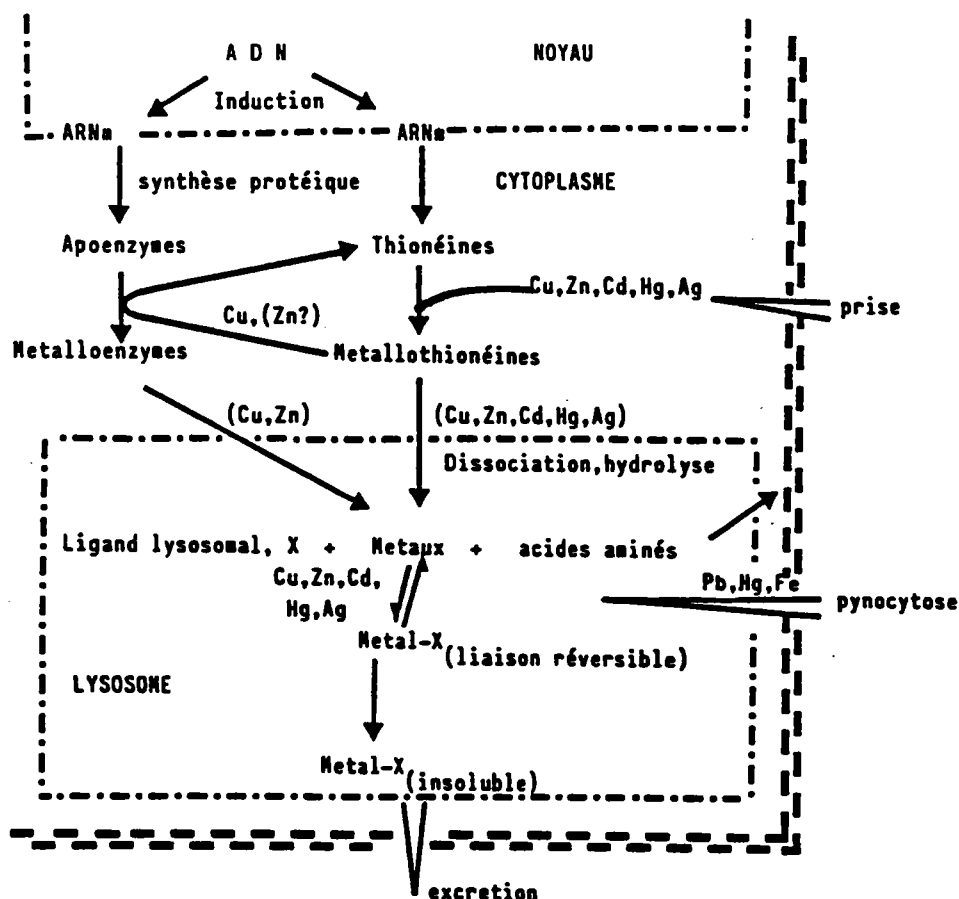 A D N NOYAU
Induction
ARNm ARNm
synthèse protéique CYTOPLASME
Apoenzymes Thionéines
Cu,Zn,Cd,Hg,Ag
prise
Cu,(Zn?)
Metalloenzymes Metallothionéines
(Cu,Zn) (Cu,Zn,Cd,Hg,Ag)
Dissociation,hydrolyse
Ligand lysosomal, X + Metaux + acides aminés
Cu,Zn,Cd,
Hg,Ag
Pb,Hg,Fe
pynocytose
Metal-X (liaison réversible)
LYSOSOME
Metal-X (insoluble)
excretion